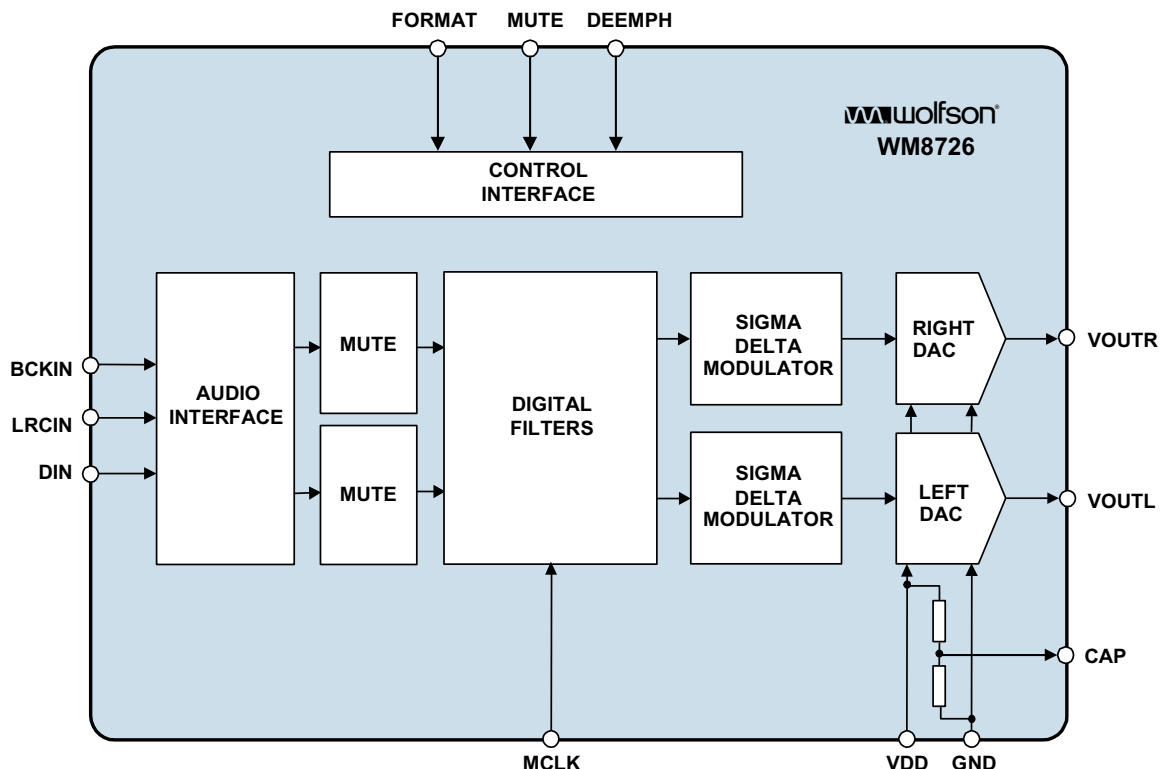 FORMAT MUTE DEEMPH
wolfson®
WM8726
CONTROL
INTERFACE
BCKIN
LRCIN
DIN
AUDIO
INTERFACE
MUTE
MUTE
DIGITAL
FILTERS
SIGMA
DELTA
MODULATOR
SIGMA
DELTA
MODULATOR
RIGHT
DAC
LEFT
DAC
VOUTR
VOUTL
CAP
MCLK VDD GND